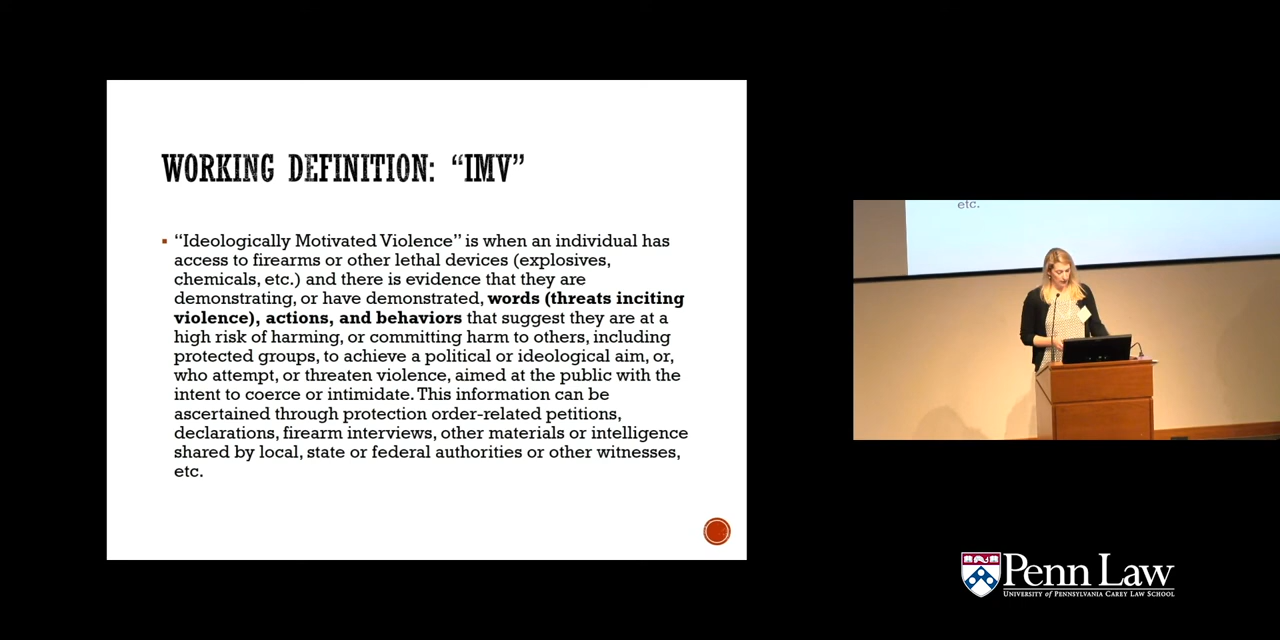 WORKING DEFINITION: “IMV”
“Ideologically Motivated Violence” is when an individual has
access to firearms or other lethal devices (explosives,
chemicals, etc.) and there is evidence that they are
demonstrating, or have demonstrated, words (threats inciting
violence), actions, and behaviors that suggest they are at a
high risk of harming, or committing harm to others, including
protected groups, to achieve a political or ideological aim, or,
who attempt, or threaten violence, aimed at the public with the
intent to coerce or intimidate. This information can be
ascertained through protection order-related petitions,
declarations, firearm interviews, other materials or intelligence
shared by local, state or federal authorities or other witnesses,
etc.
etc.
Penn Law
UNIVERSITY of PENNSYLVANIA CAREY LAW SCHOOL